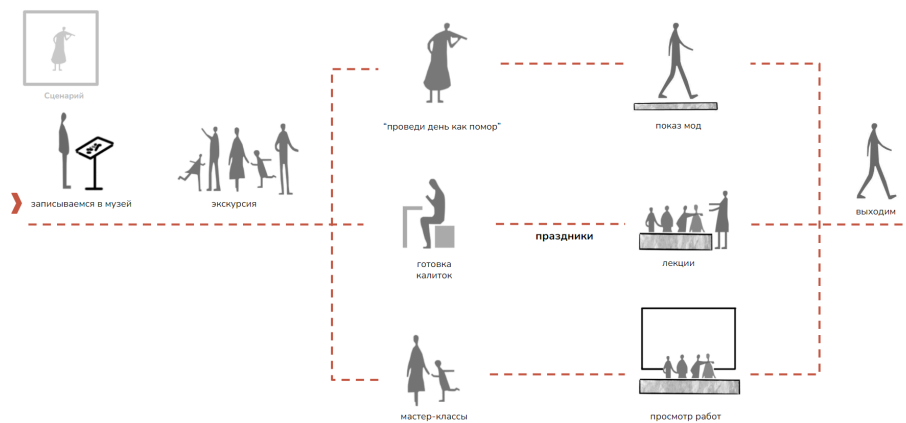 Сценарий
записываемся в музей
экскурсия
"проведи день как помор"
показ мод
выходим
готовка
калиток
праздники
лекции
мастер-классы
просмотр работ